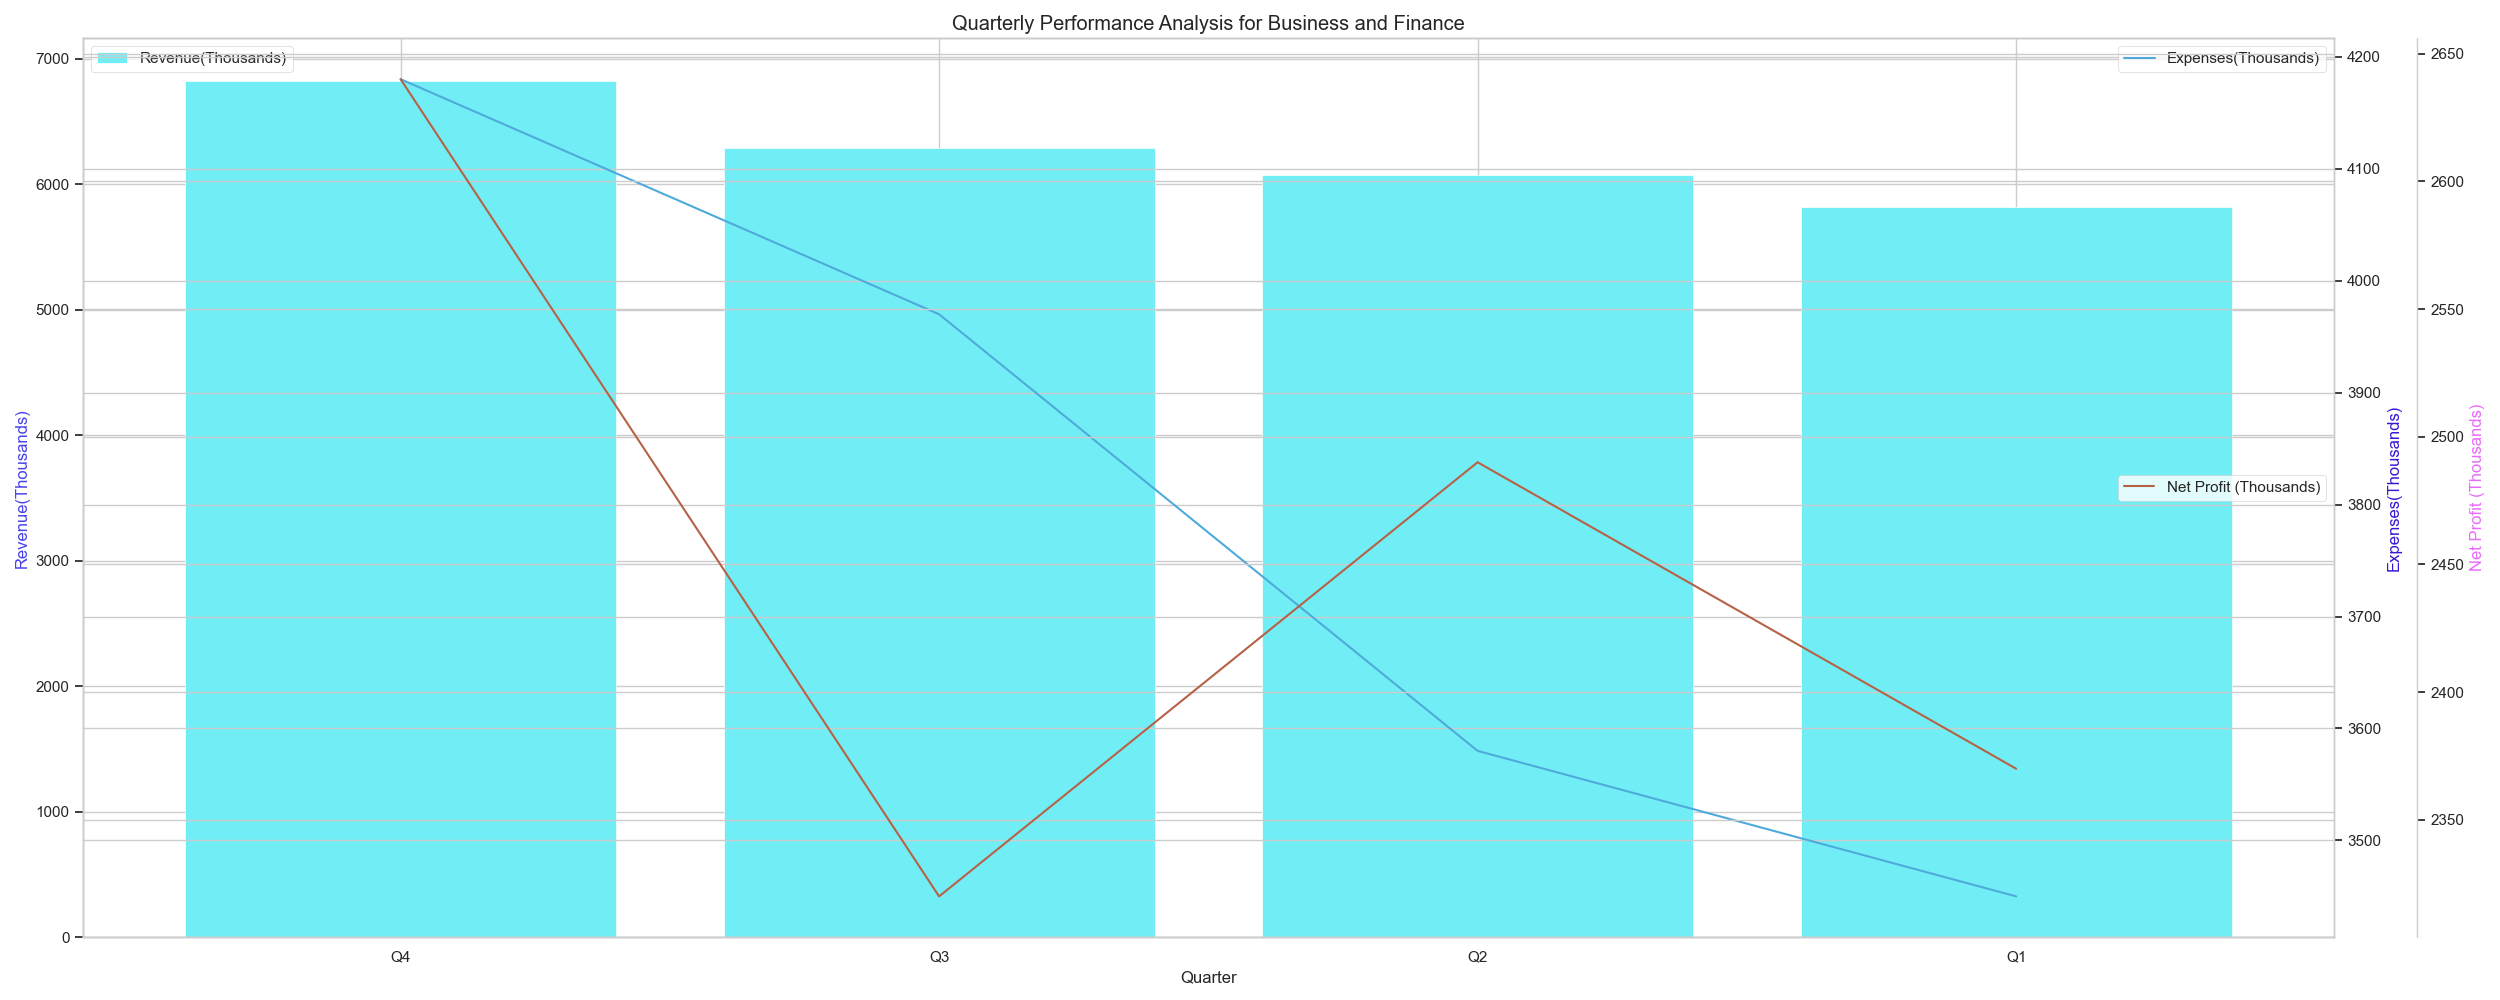 Quarterly Performance Analysis for Business and Finance
Revenue(Thousands)
Expenses(Thousands)
Net Profit (Thousands)
7000
6000
5000
4000
3000
2000
1000
0
Revenue(Thousands)
4200
4100
4000
3900
3800
3700
3600
3500
Expenses(Thousands)
2650
2600
2550
2500
2450
2400
2350
Net Profit (Thousands)
Q4 Q3 Q2 Q1
Quarter